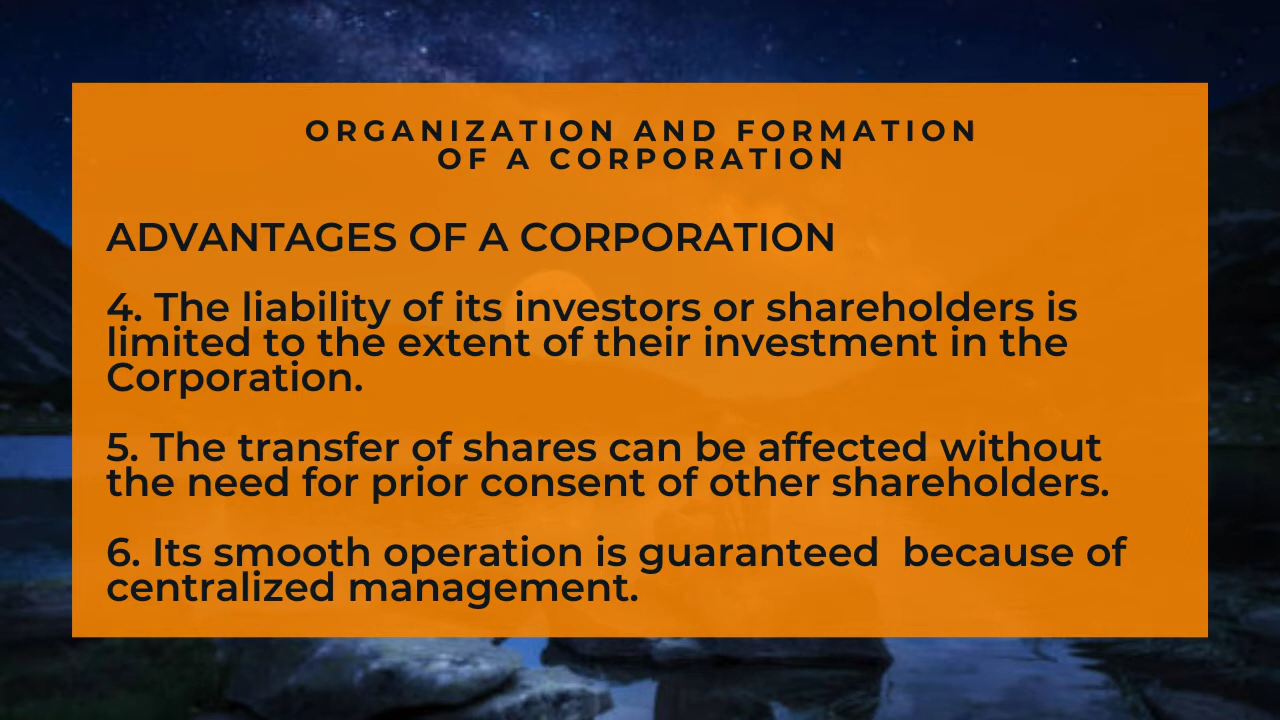 ORGANIZATION AND FORMATION
OF A CORPORATION
ADVANTAGES OF A CORPORATION
4. The liability of its investors or shareholders is
limited to the extent of their investment in the
Corporation.
5. The transfer of shares can be affected without
the need for prior consent of other shareholders.
6. Its smooth operation is guaranteed  because of
centralized management.